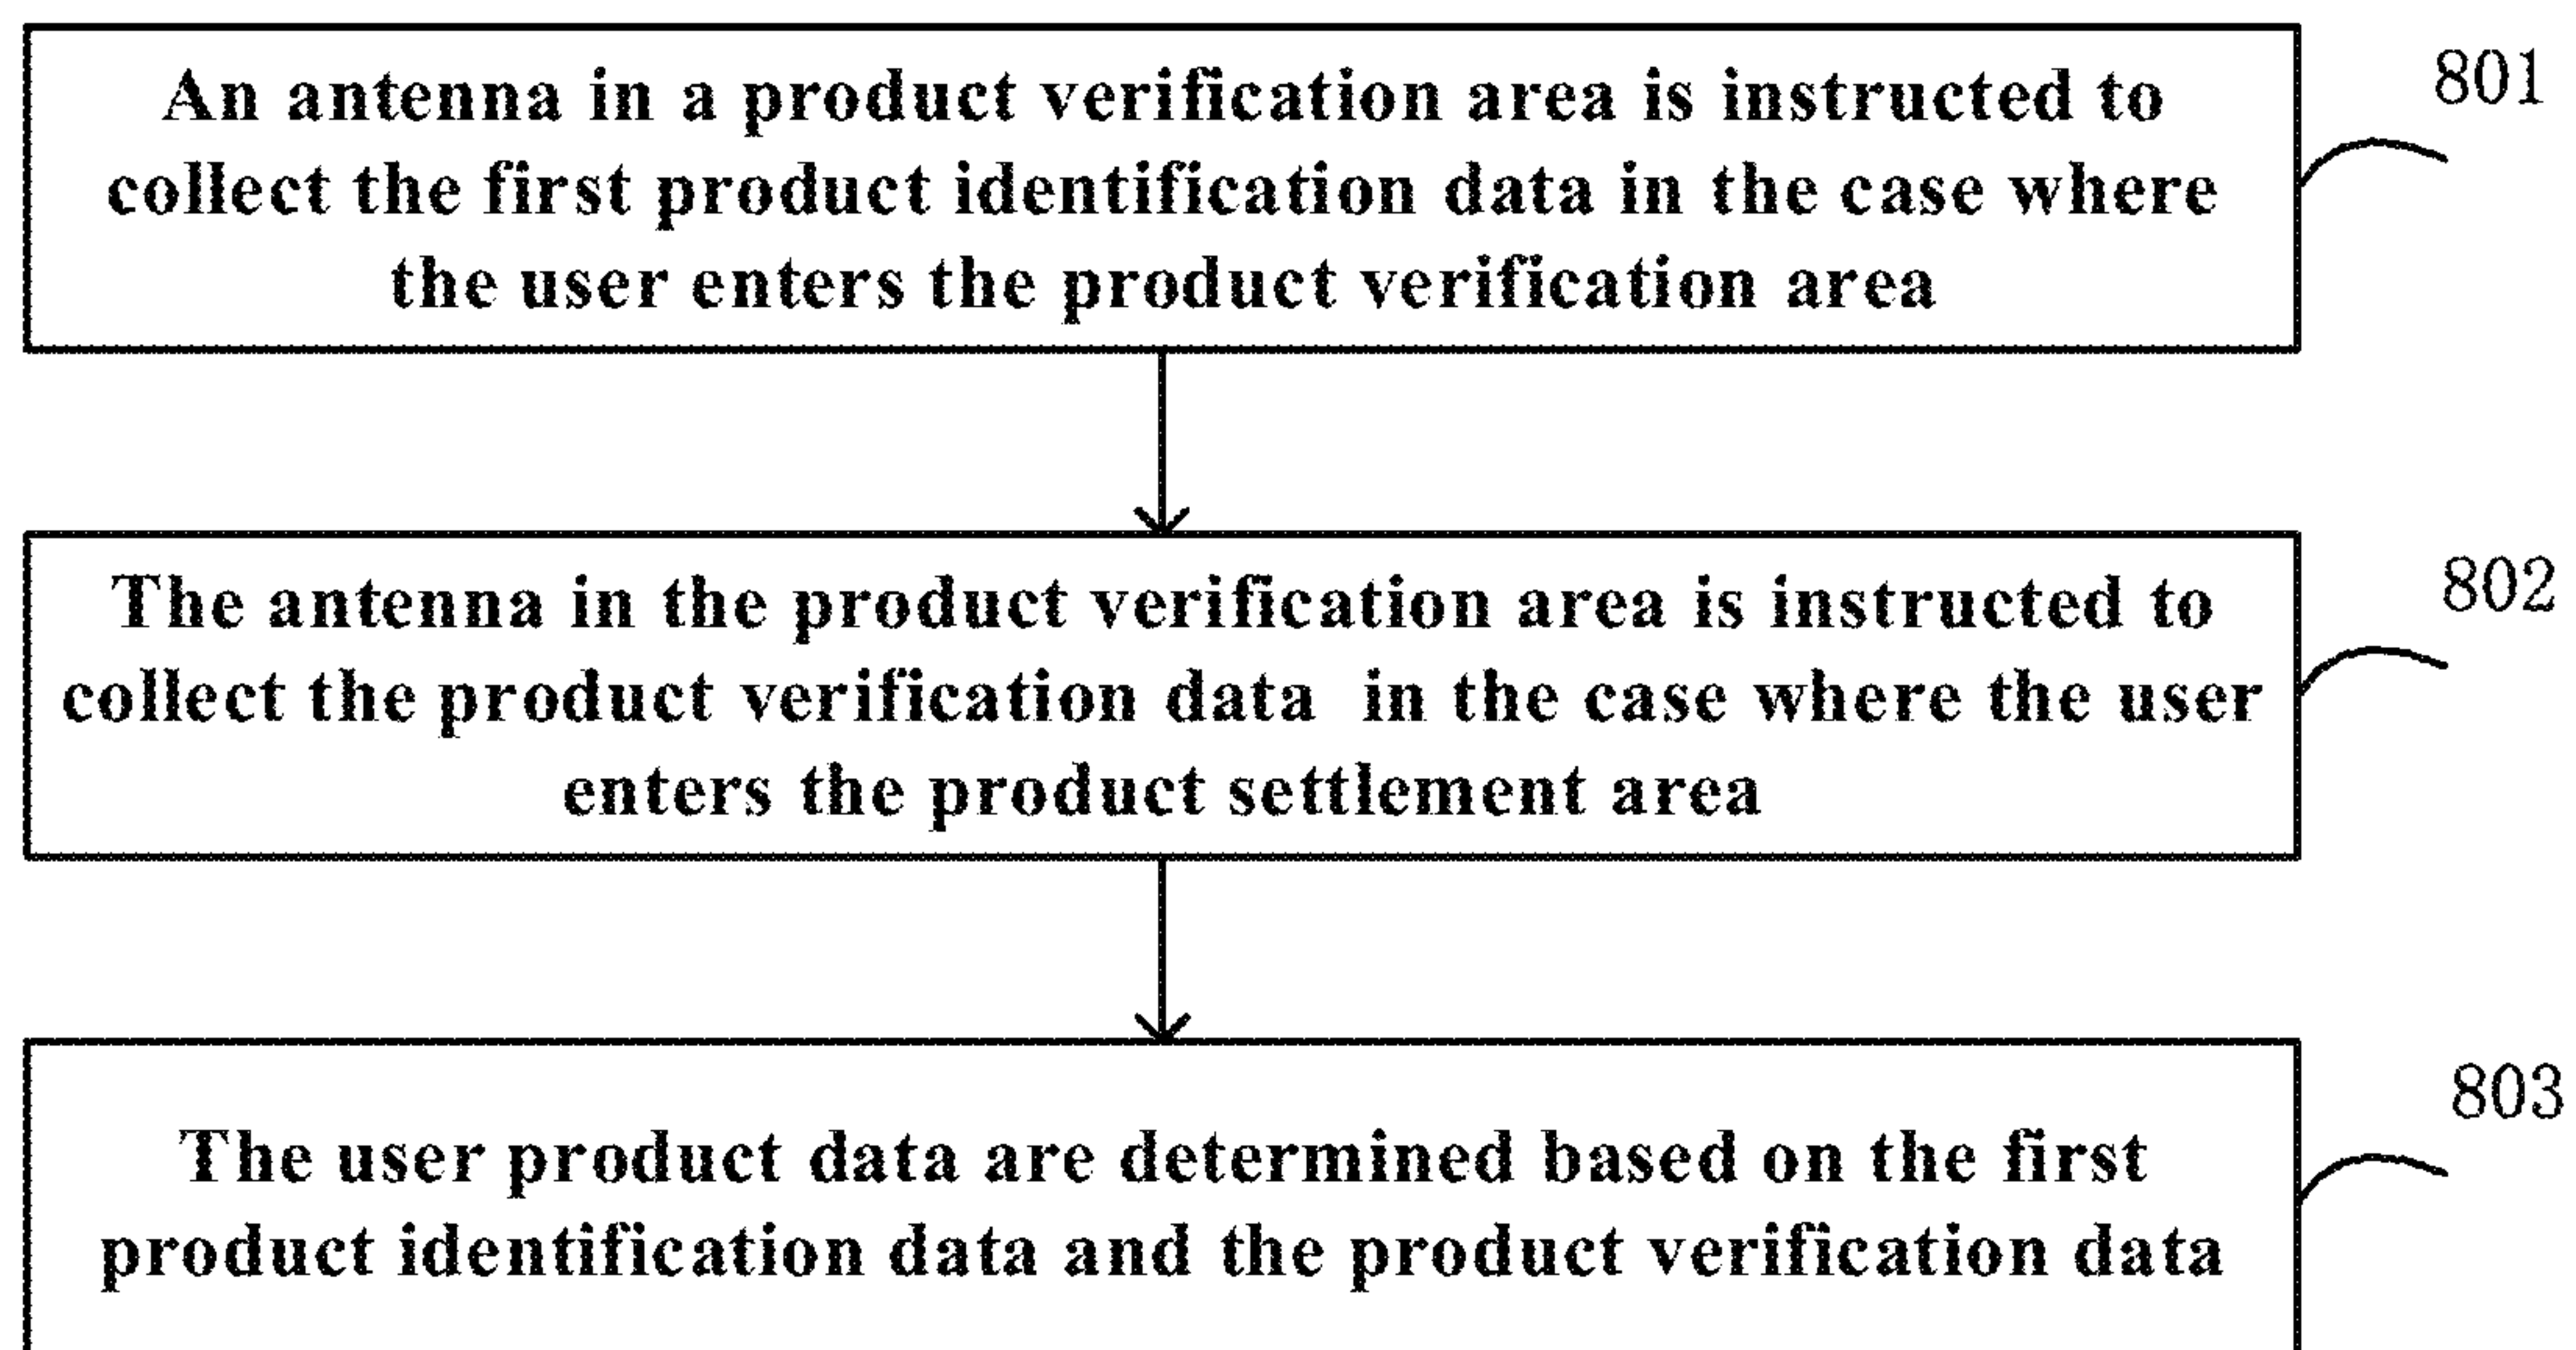 An antenna in a product verification area is instructed to
collect the first product identification data in the case where
the user enters the product verification area
801
The antenna in the product verification area is instructed to
collect the product verification data in the case where the user
enters the product settlement area
802
The user product data are determined based on the first
product identification data and the product verification data
803